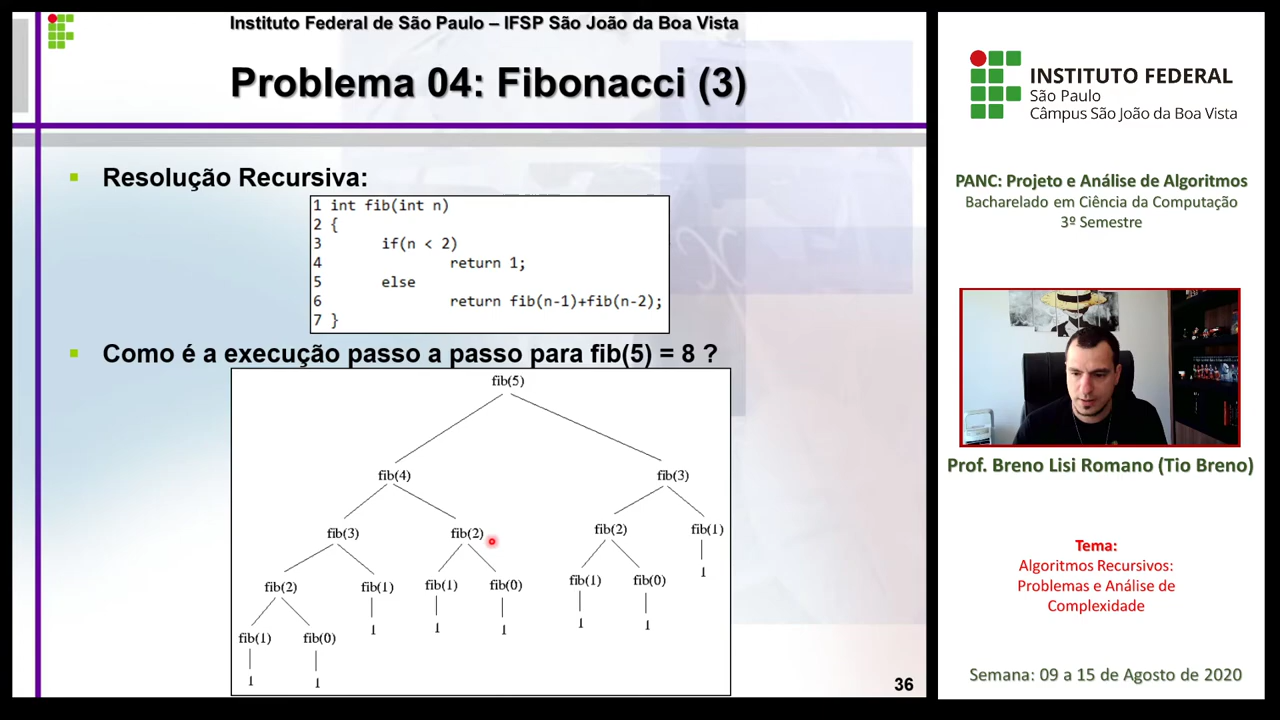 Instituto Federal de São Paulo – IFSP São João da Boa Vista
Problema 04: Fibonacci (3)
Resolução Recursiva:
1 int fib(int n)
2 {
3 if(n < 2)
4 return 1;
5 else
6 return fib(n-1)+fib(n-2);
7 }
Como é a execução passo a passo para fib(5) = 8 ?
fib(5)
fib(4) fib(3)
fib(3) fib(2) fib(2) fib(1)
fib(2) fib(1) fib(1) fib(0) fib(1) fib(0) 1
fib(1) fib(0) 1 1 1 1 1
1 1
36
INSTITUTO FEDERAL
São Paulo
Câmpus São João da Boa Vista
PANC: Projeto e Análise de Algoritmos
Bacharelado em Ciência da Computação
3º Semestre
Prof. Breno Lisi Romano (Tio Breno)
Tema:
Algoritmos Recursivos:
Problemas e Análise de
Complexidade
Semana: 09 a 15 de Agosto de 2020